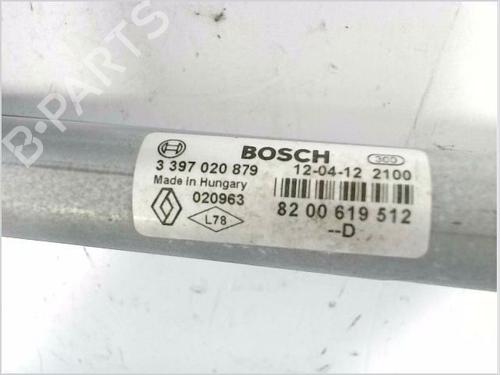 B-PARTS
BOSCH 300
3 397 020 879 12-04-12 2100
Made in Hungary
020963
L78 82 00 619 512
--D